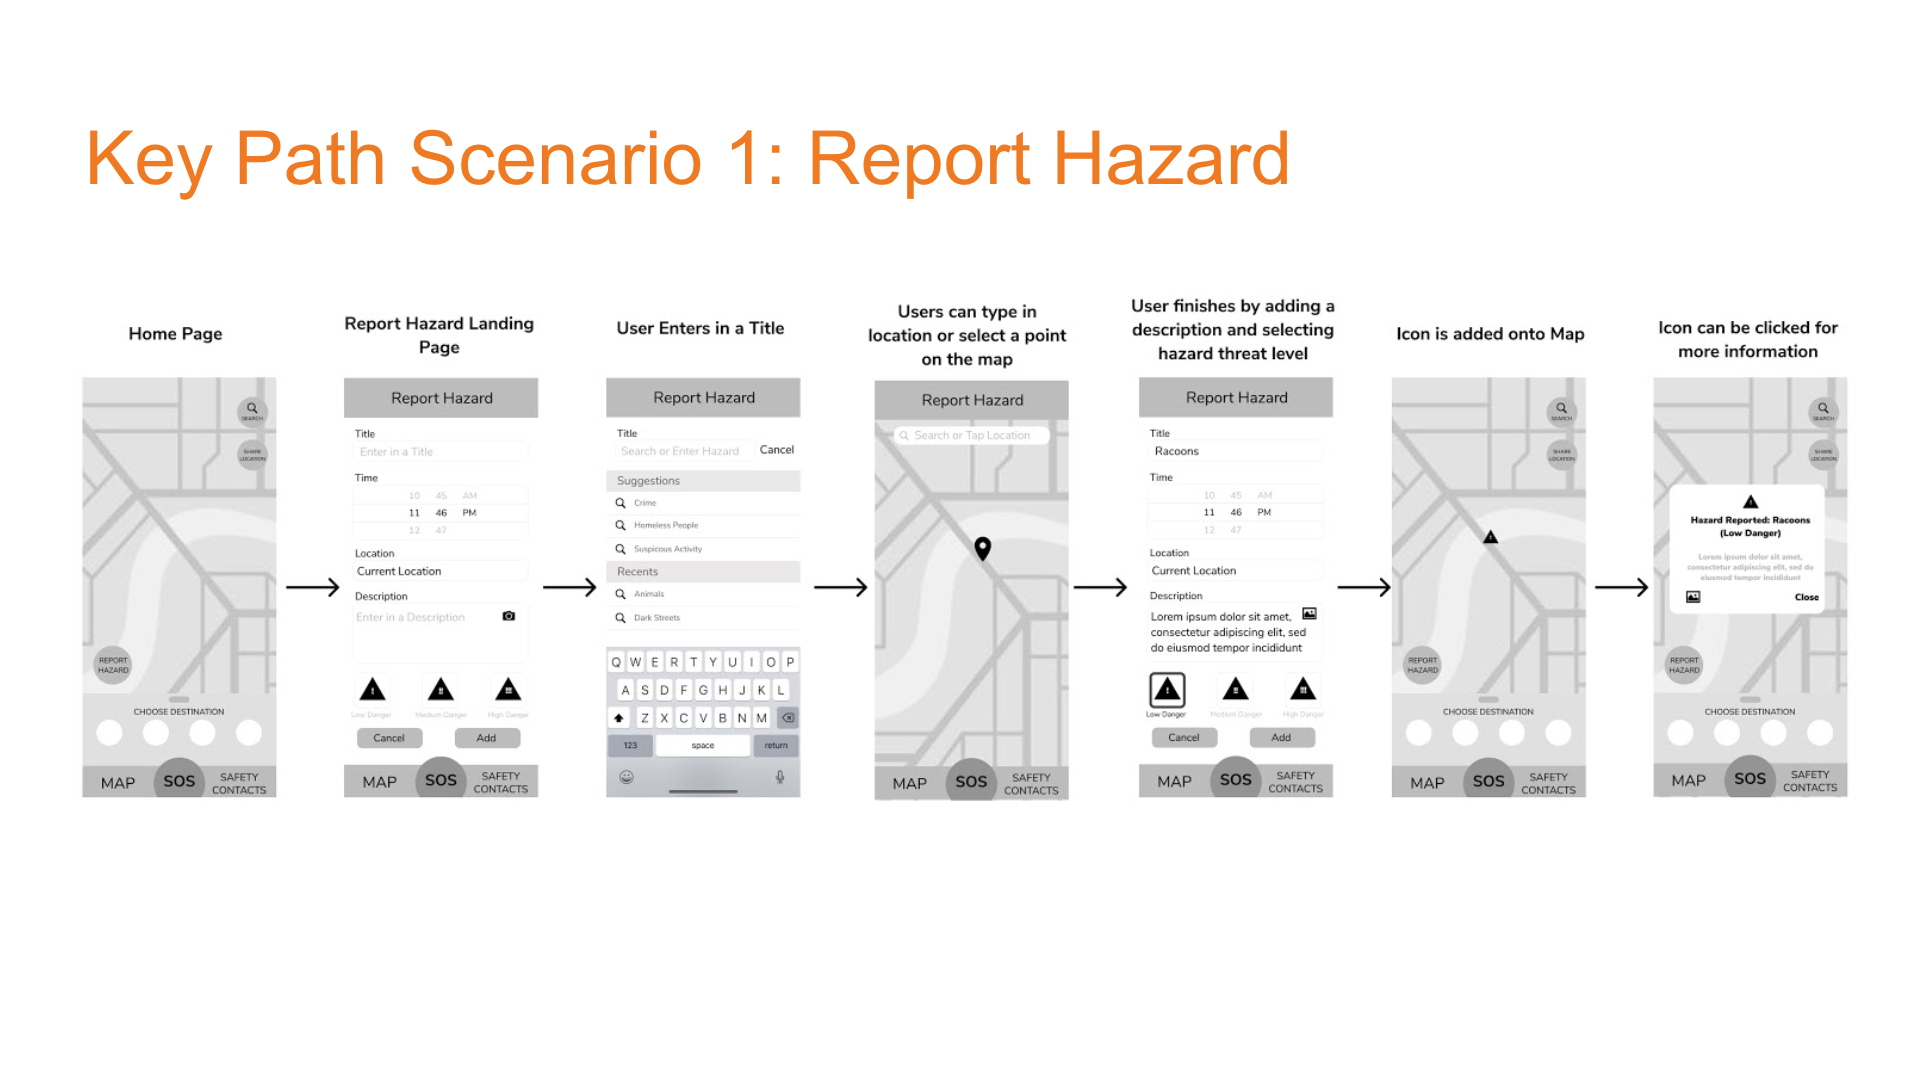 Key Path Scenario 1: Report Hazard
Home Page
SEARCH
SHARE
LOCATION
REPORT
HAZARD
CHOOSE DESTINATION
MAP
SOS
SAFETY
CONTACTS
Report Hazard Landing
Page
Report Hazard
Title
Enter in a Title
Time
10 45 AM
11 46 PM
12 47
Location
Current Location
Description
Enter in a Description
Low Danger
Medium Danger
High Danger
Cancel
Add
MAP
SOS
SAFETY
CONTACTS
User Enters in a Title
Report Hazard
Title
Search or Enter Hazard
Cancel
Suggestions
Crime
Homeless People
Suspicous Activity
Recents
Animals
Dark Streets
Q W E R T Y U I O P
A S D F G H J K L
Z X C V B N M
123
space
return
Users can type in
location or select a point
on the map
Report Hazard
Search or Tap Location
MAP
SOS
SAFETY
CONTACTS
User finishes by adding a
description and selecting
hazard threat level
Report Hazard
Title
Racoons
Time
10 45 AM
11 46 PM
12 47
Location
Current Location
Description
Lorem ipsum dolor sit amet,
consectetur adipiscing elit, sed
do eiusmod tempor incididunt
Low Danger
Medium Danger
High Danger
Cancel
Add
MAP
SOS
SAFETY
CONTACTS
Icon is added onto Map
SEARCH
SHARE
LOCATION
REPORT
HAZARD
CHOOSE DESTINATION
MAP
SOS
SAFETY
CONTACTS
Icon can be clicked for
more information
SEARCH
SHARE
LOCATION
Hazard Reported: Racoons
(Low Danger)
Lorem ipsum dolor sit amet,
consectetur adipiscing elit, sed do
eiusmod tempor incididunt
Close
REPORT
HAZARD
CHOOSE DESTINATION
MAP
SOS
SAFETY
CONTACTS